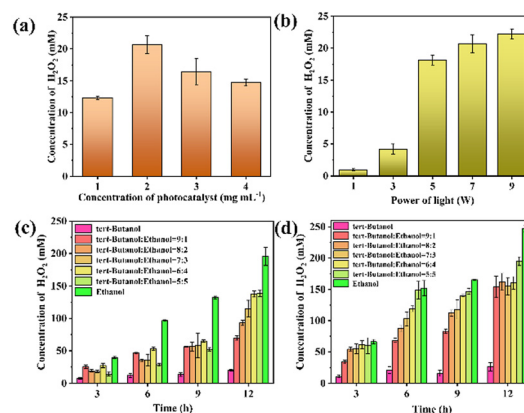 (a)
Concentration of H2O2 (mM)
25
20
15
10
5
0
1 2 3 4
Concentration of photocatalyst (mg mL-1)
(b)
Concentration of H2O2 (mM)
25
20
15
10
5
0
1 3 5 7 9
Power of light (W)
(c)
Concentration of H2O2 (mM)
250
200
150
100
50
0
tert-Butanol
tert-Butanol:Ethanol=9:1
tert-Butanol:Ethanol=8:2
tert-Butanol:Ethanol=7:3
tert-Butanol:Ethanol=6:4
tert-Butanol:Ethanol=5:5
Ethanol
3 6 9 12
Time (h)
(d)
Concentration of H2O2 (mM)
250
200
150
100
50
0
tert-Butanol
tert-Butanol:Ethanol=9:1
tert-Butanol:Ethanol=8:2
tert-Butanol:Ethanol=7:3
tert-Butanol:Ethanol=6:4
tert-Butanol:Ethanol=5:5
Ethanol
3 6 9 12
Time (h)